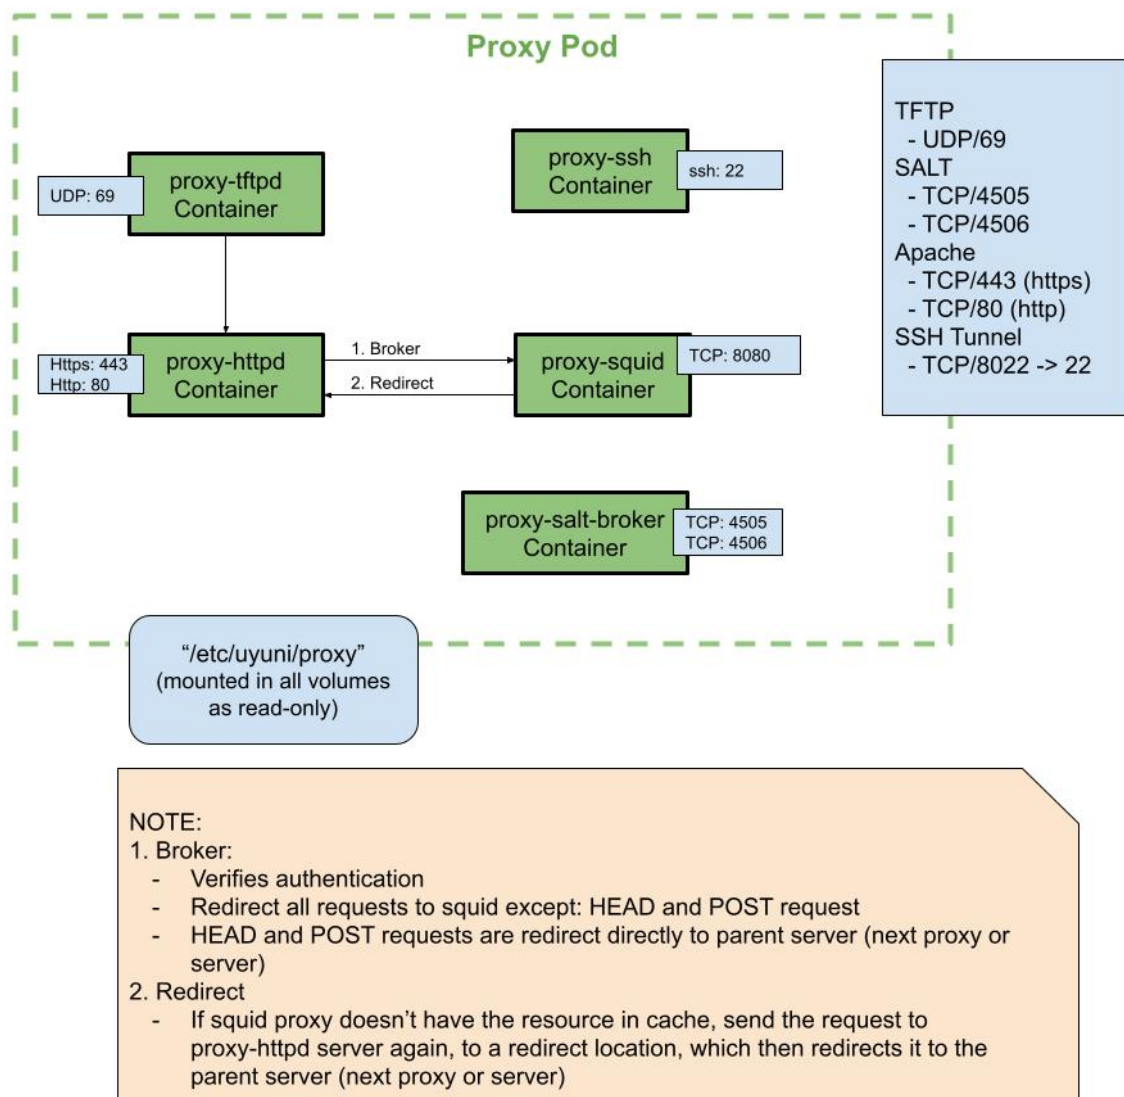 Proxy Pod
TFTP
- UDP/69
SALT
- TCP/4505
- TCP/4506
Apache
- TCP/443 (https)
- TCP/80 (http)
SSH Tunnel
- TCP/8022 -> 22
proxy-ssh
Container
ssh: 22
proxy-tftpd
Container
UDP: 69
proxy-httpd
Container
Https: 443
Http: 80
1. Broker
2. Redirect
proxy-squid
Container
TCP: 8080
proxy-salt-broker
Container
TCP: 4505
TCP: 4506
“/etc/uyuni/proxy”
(mounted in all volumes
as read-only)
NOTE:
1. Broker:
- Verifies authentication
- Redirect all requests to squid except: HEAD and POST request
- HEAD and POST requests are redirect directly to parent server (next proxy or
server)
2. Redirect
- If squid proxy doesn’t have the resource in cache, send the request to
proxy-httpd server again, to a redirect location, which then redirects it to the
parent server (next proxy or server)